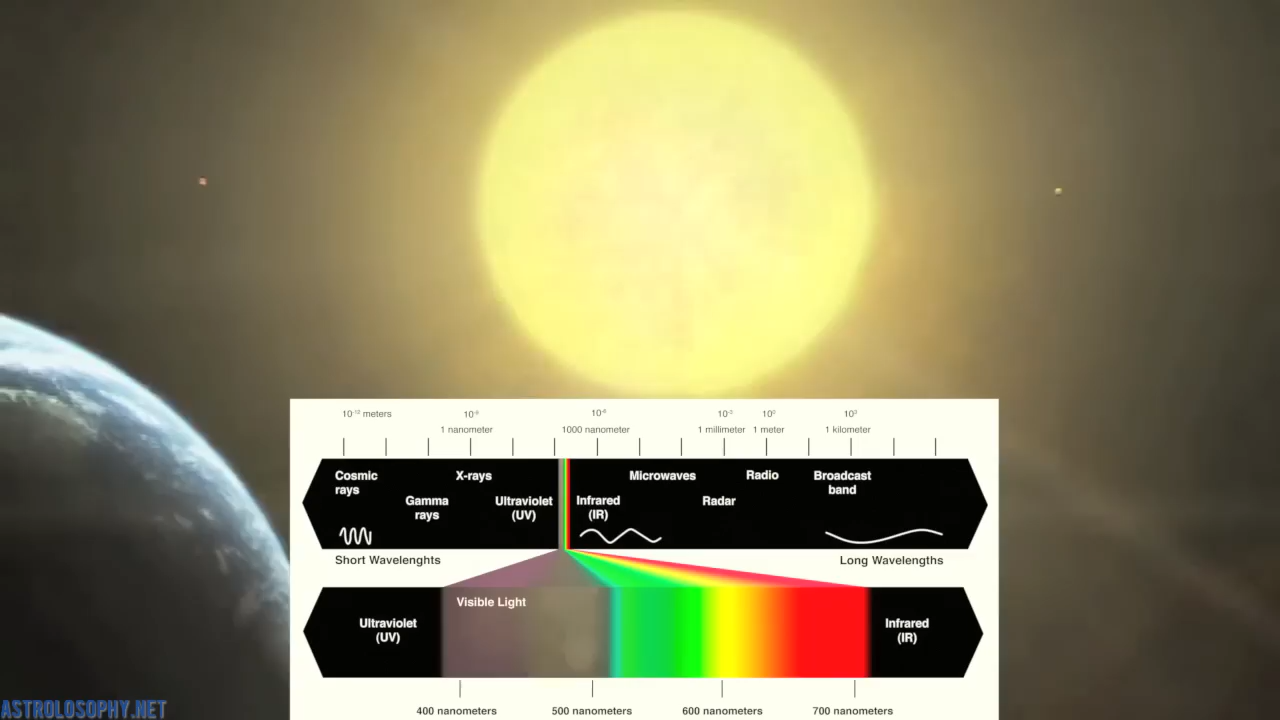 10⁻¹² meters
10⁻⁹
10⁻⁶
10⁻³
10⁰
10³
1 nanometer
1000 nanometer
1 millimeter
1 meter
1 kilometer
Cosmic
rays
X-rays
Microwaves
Radio
Broadcast
band
Gamma
rays
Ultraviolet
(UV)
Infrared
(IR)
Radar
Short Wavelenghts
Long Wavelengths
Visible Light
Ultraviolet
(UV)
Infrared
(IR)
400 nanometers
500 nanometers
600 nanometers
700 nanometers
ASTROLOSOPHY.NET